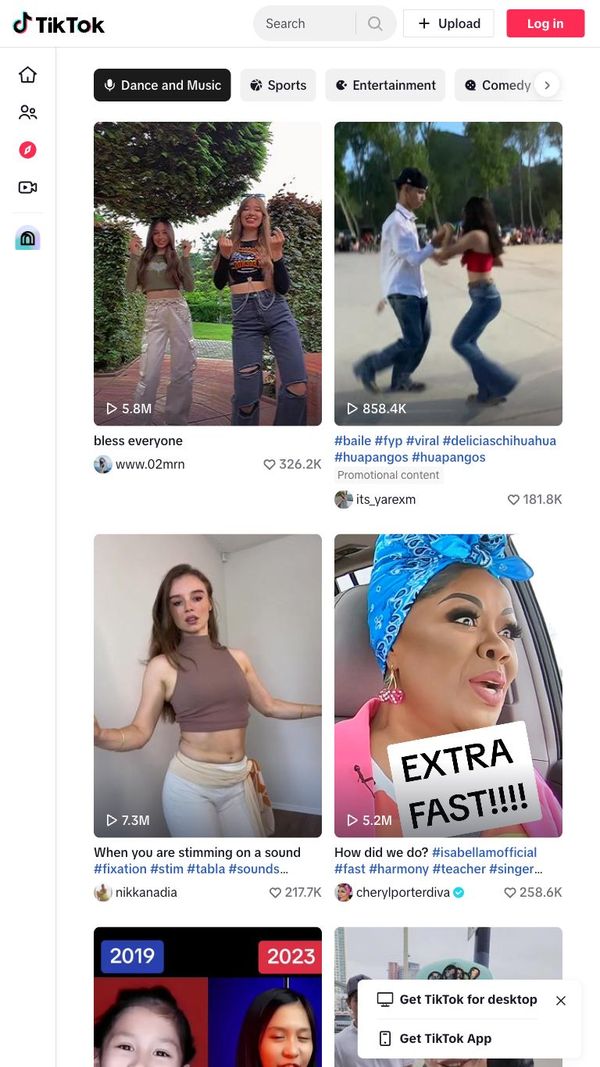 TikTok
Search
Upload
Log in
Dance and Music
Sports
Entertainment
Comedy
5.8M
858.4K
bless everyone
www.02mrn
326.2K
#baile #fyp #viral #deliciaschihuahua
#huapangos #huapangos
Promotional content
its_yarexm
181.8K
EXTRA
FAST!!!!
7.3M
5.2M
When you are stimming on a sound
#fixation #stim #tabla #sounds...
nikkanadia
217.7K
How did we do? #isabellamofficial
#fast #harmony #teacher #singer...
cherylporterdiva
258.6K
2019
2023
Get TikTok for desktop
Get TikTok App